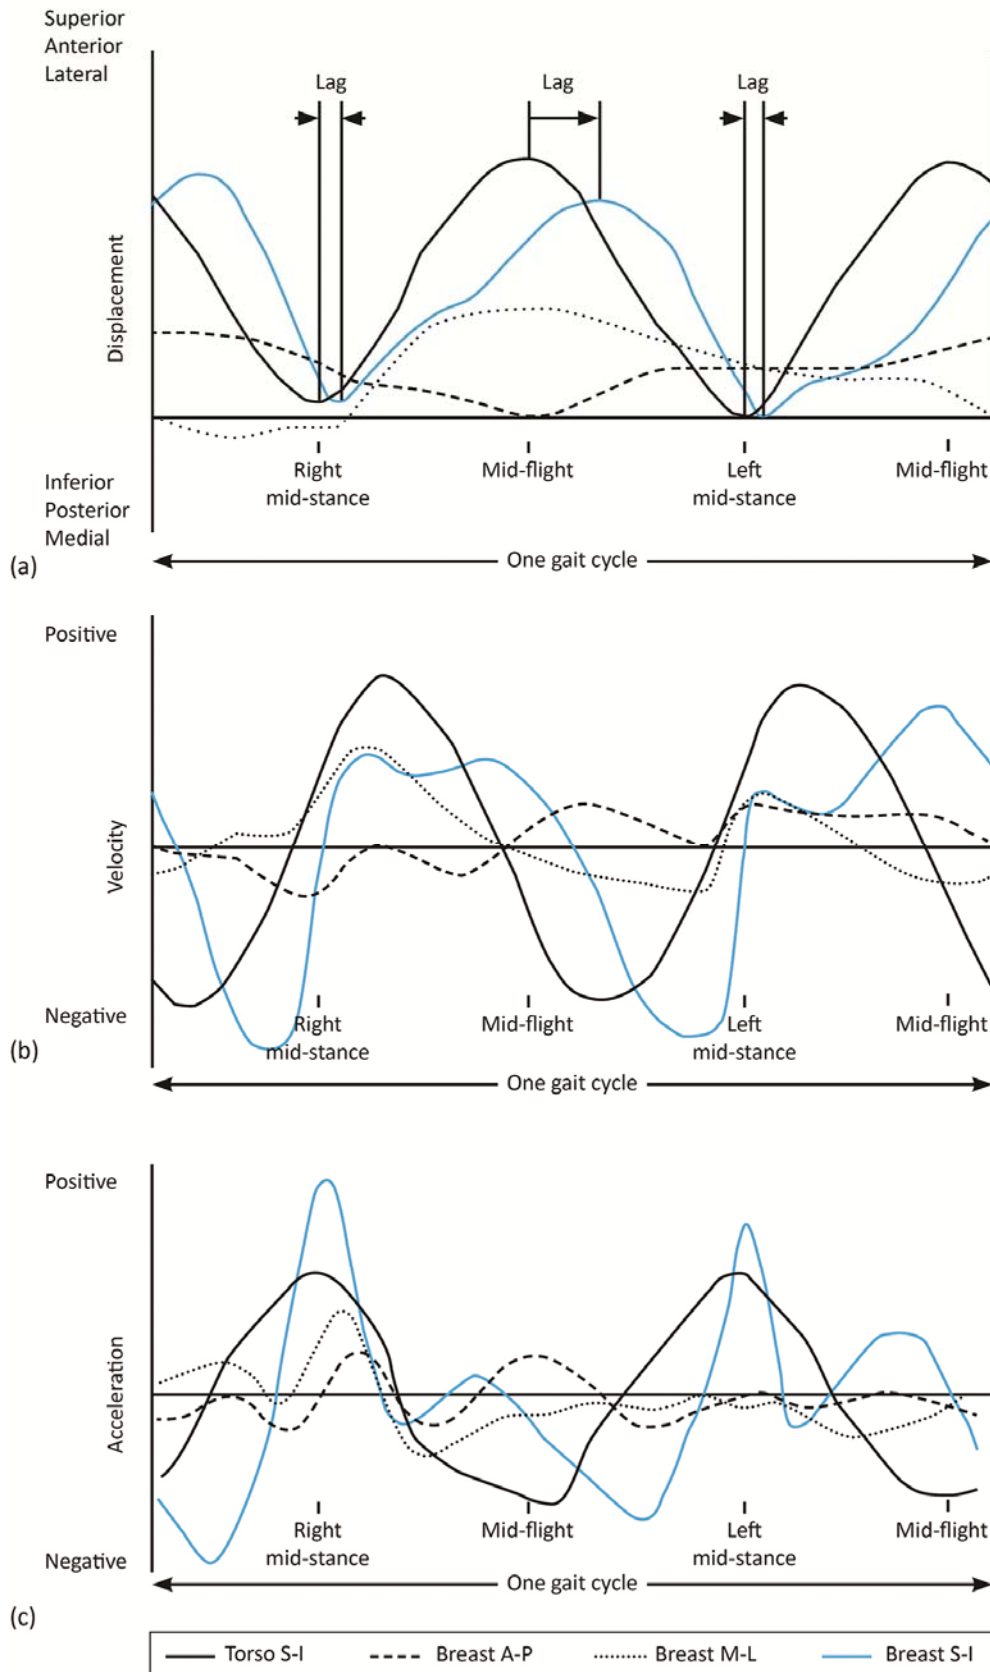 Superior
Anterior
Lateral
Lag
Lag
Lag
Displacement
Right
mid-stance
Mid-flight
Left
mid-stance
Mid-flight
Inferior
Posterior
Medial
(a)
One gait cycle
Positive
Velocity
Negative
Right
mid-stance
Mid-flight
Left
mid-stance
Mid-flight
(b)
One gait cycle
Positive
Acceleration
Right
mid-stance
Mid-flight
Left
mid-stance
Mid-flight
Negative
One gait cycle
(c)
Torso S-I
Breast A-P
Breast M-L
Breast S-I